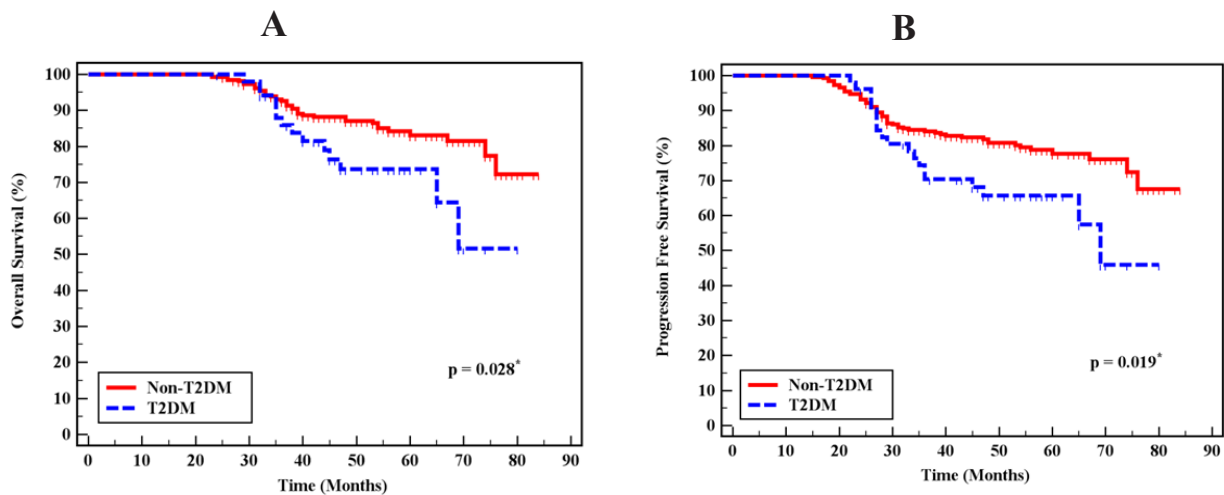 A
100
90
80
70
60
50
40
30
20
10
0
Overall Survival (%)
p = 0.028*
Non-T2DM
T2DM
0 10 20 30 40 50 60 70 80 90
Time (Months)
B
100
90
80
70
60
50
40
30
20
10
0
Progression Free Survival (%)
p = 0.019*
Non-T2DM
T2DM
0 10 20 30 40 50 60 70 80 90
Time (Months)